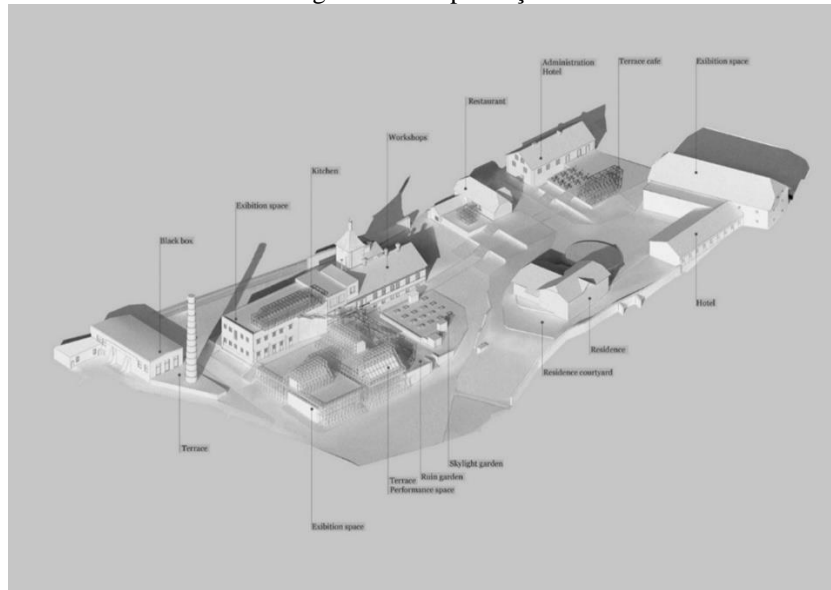 Administration
Hotel
Terrace cafe
Exibition space
Restaurant
Workshops
Kitchen
Exibition space
Black box
Hotel
Residence
Residence courtyard
Terrace
Skylight garden
Ruin garden
Terrace
Performance space
Exibition space